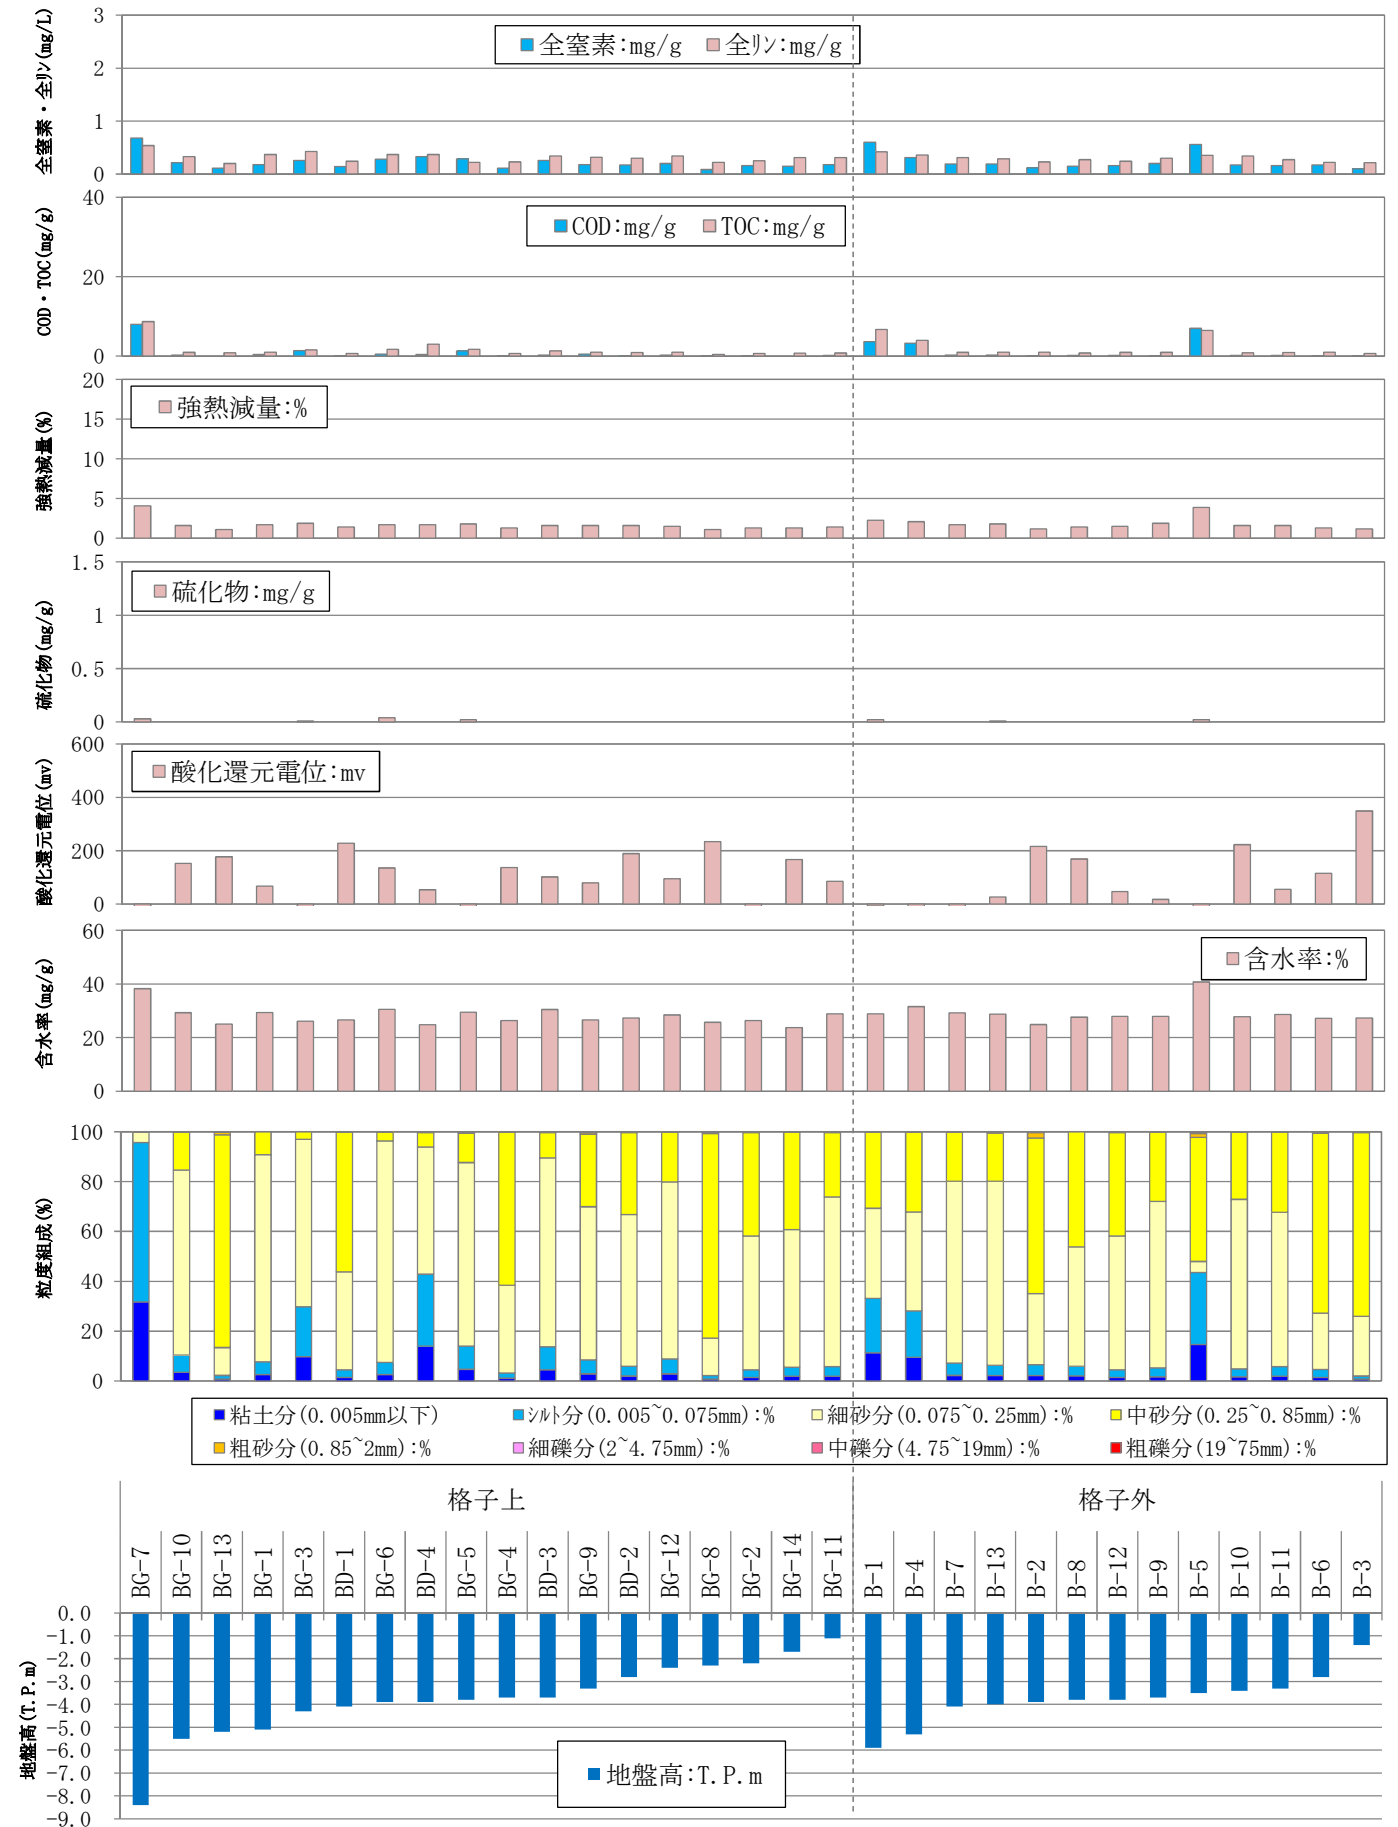 全窒素・全リン(mg/L)
3
2
1
0
全窒素:mg/g 全リン:mg/g
COD・TOC(mg/g)
40
20
0
COD:mg/g TOC:mg/g
強熱減量(%)
20
15
10
5
0
強熱減量:%
硫化物(mg/g)
1.5
1
0.5
0
硫化物:mg/g
酸化還元電位(mv)
600
400
200
0
酸化還元電位:mv
含水率(mg/g)
60
40
20
0
含水率:%
粒度組成(%)
100
80
60
40
20
0
粘土分(0.005mm以下) シルト分(0.005~0.075mm):% 細砂分(0.075~0.25mm):% 中砂分(0.25~0.85mm):%
粗砂分(0.85~2mm):% 細礫分(2~4.75mm):% 中礫分(4.75~19mm):% 粗礫分(19~75mm):%
格子上 格子外
BG-7 BG-10 BG-13 BG-1 BG-3 BD-1 BG-6 BD-4 BG-5 BG-4 BD-3 BG-9 BD-2 BG-12 BG-8 BG-2 BG-14 BG-11 B-1 B-4 B-7 B-13 B-2 B-8 B-12 B-9 B-5 B-10 B-11 B-6 B-3
地盤高(T.P.m)
0.0
-1.0
-2.0
-3.0
-4.0
-5.0
-6.0
-7.0
-8.0
-9.0
地盤高:T.P.m